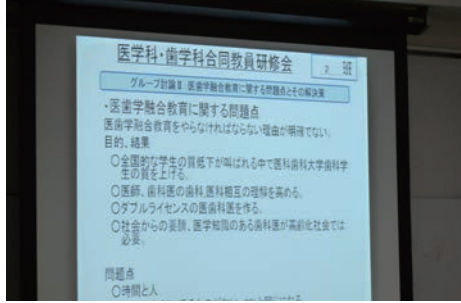 医学科・歯学科合同教員研修会
2 班
グループ討論Ⅱ：医歯学融合教育に関する問題点とその解決策
・医歯学融合教育に関する問題点
医歯学融合教育をやらなければならない理由が明確でない。
目的、結果
〇全国的な学生の質低下が叫ばれる中で医科歯科大学歯科学
生の質を上げる。
〇医師、歯科医の歯科,医科相互の理解を高める。
〇ダブルライセンスの医歯科医を作る。
〇社会からの要請、医学知識のある歯科医が高齢化社会では
必要。
問題点
〇時間と人